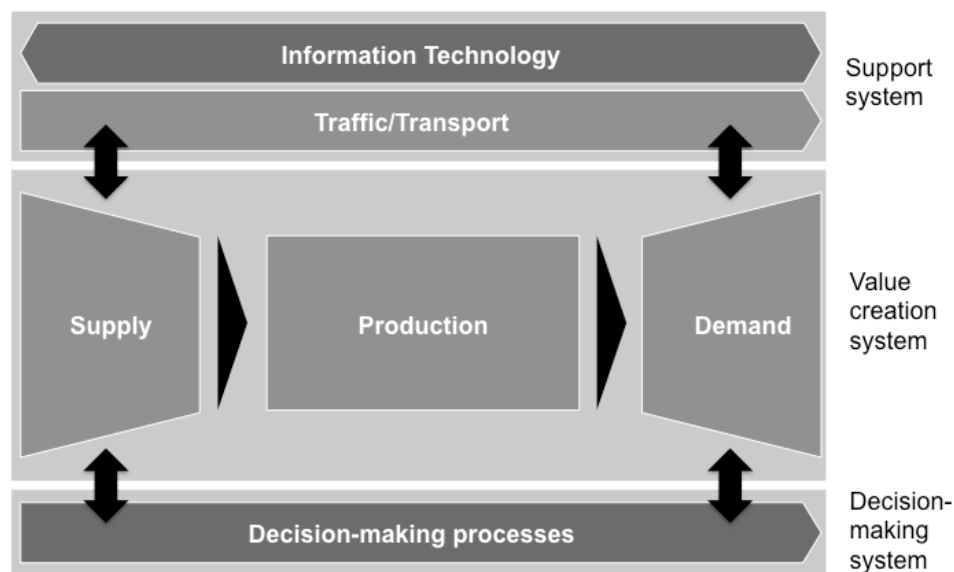 Information Technology
Traffic/Transport
Support
system
Supply
Production
Demand
Value
creation
system
Decision-making processes
Decision-
making
system